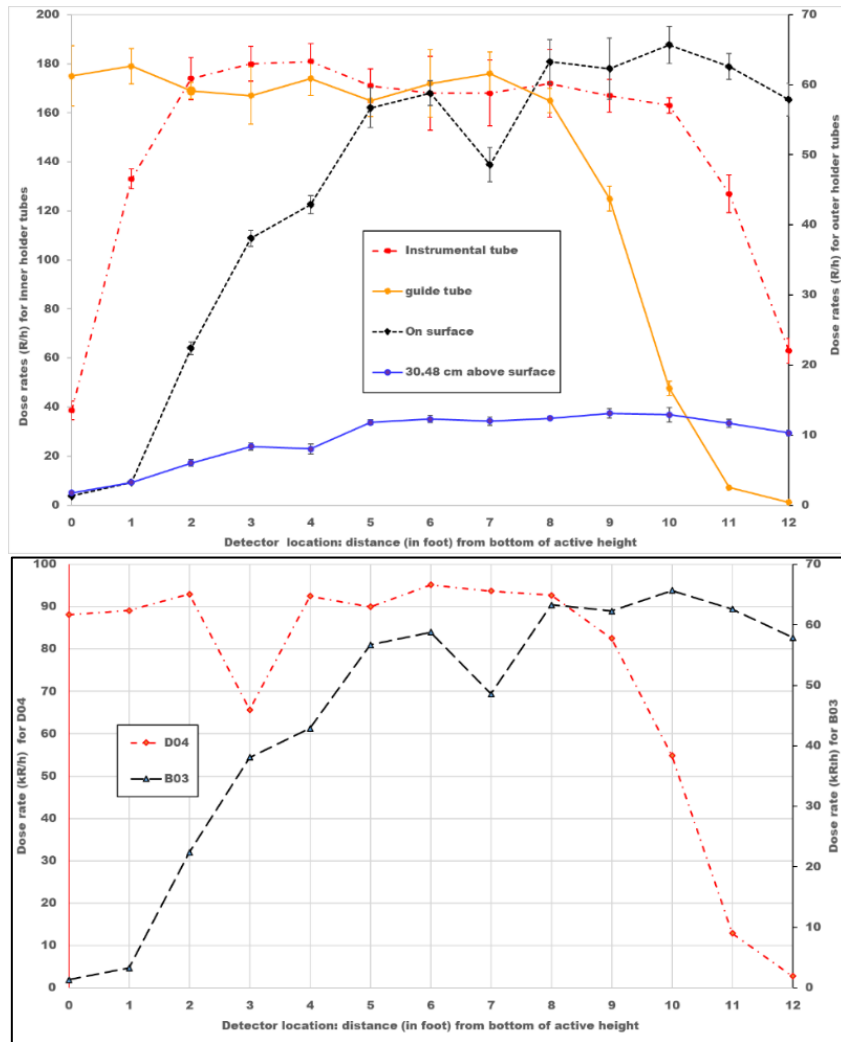 200
180
160
140
120
100
80
60
40
20
0
Dose rates (R/h) for inner holder tubes
Instrumental tube
guide tube
On surface
30.48 cm above surface
70
60
50
40
30
20
10
0
Dose rates (R/h) for outer holder tubes
0 1 2 3 4 5 6 7 8 9 10 11 12
Detector location: distance (in foot) from bottom of active height
100
90
80
70
60
50
40
30
20
10
0
Dose rate (kR/h) for D04
D04
B03
70
60
50
40
30
20
10
0
Dose rate (kR/h) for B03
0 1 2 3 4 5 6 7 8 9 10 11 12
Detector location: distance (in foot) from bottom of active height